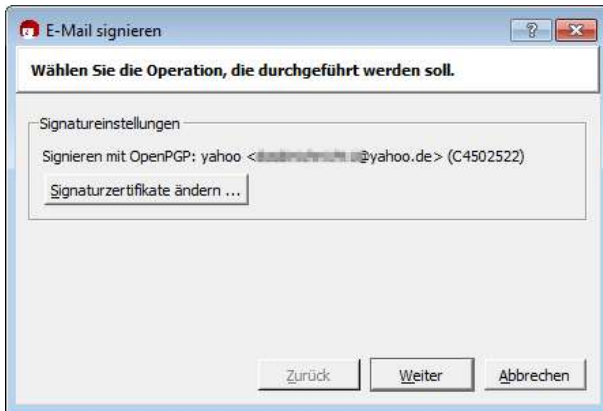 E-Mail signieren
Wählen Sie die Operation, die durchgeführt werden soll.
Signatureinstellungen
Signieren mit OpenPGP: yahoo < @yahoo.de> (C4502522)
Signaturzertifikate ändern ...
Zurück Weiter Abbrechen